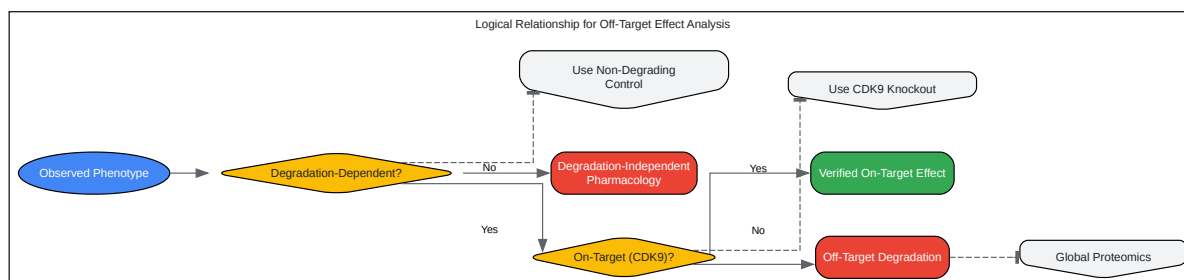 Logical Relationship for Off-Target Effect Analysis
Use Non-Degrading
Control
Use CDK9 Knockout
Observed Phenotype
Degradation-Dependent?
No
Degradation-Independent
Pharmacology
Yes
Verified On-Target Effect
Yes
No
On-Target (CDK9)?
Off-Target Degradation
Global Proteomics